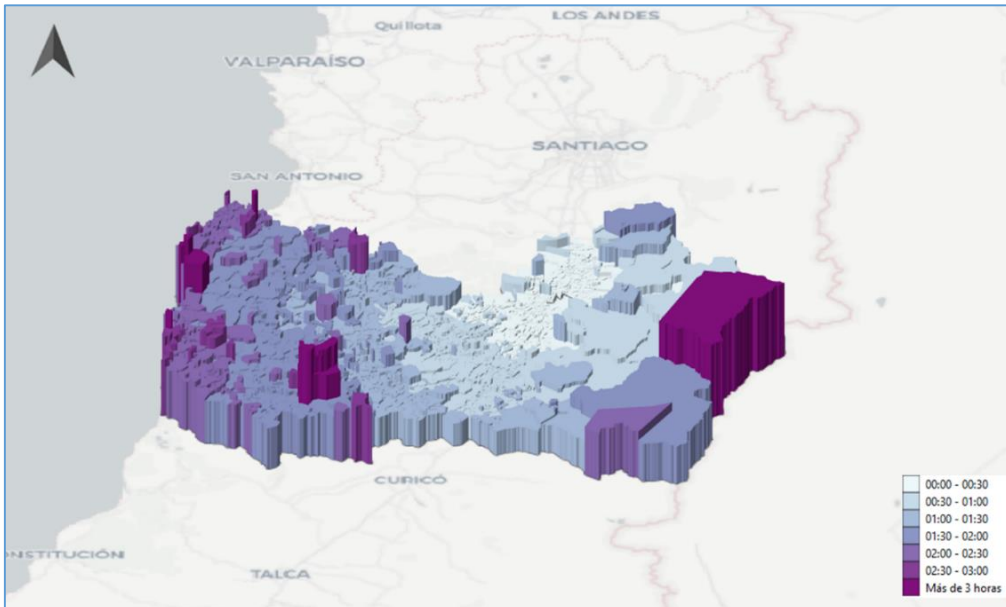 LOS ANDES
Quillota
VALPARAÍSO
SANTIAGO
SAN ANTONIO
CURICÓ
ONSTITUCIÓN
TALCA
00:00 - 00:30
00:30 - 01:00
01:00 - 01:30
01:30 - 02:00
02:00 - 02:30
02:30 - 03:00
Más de 3 horas